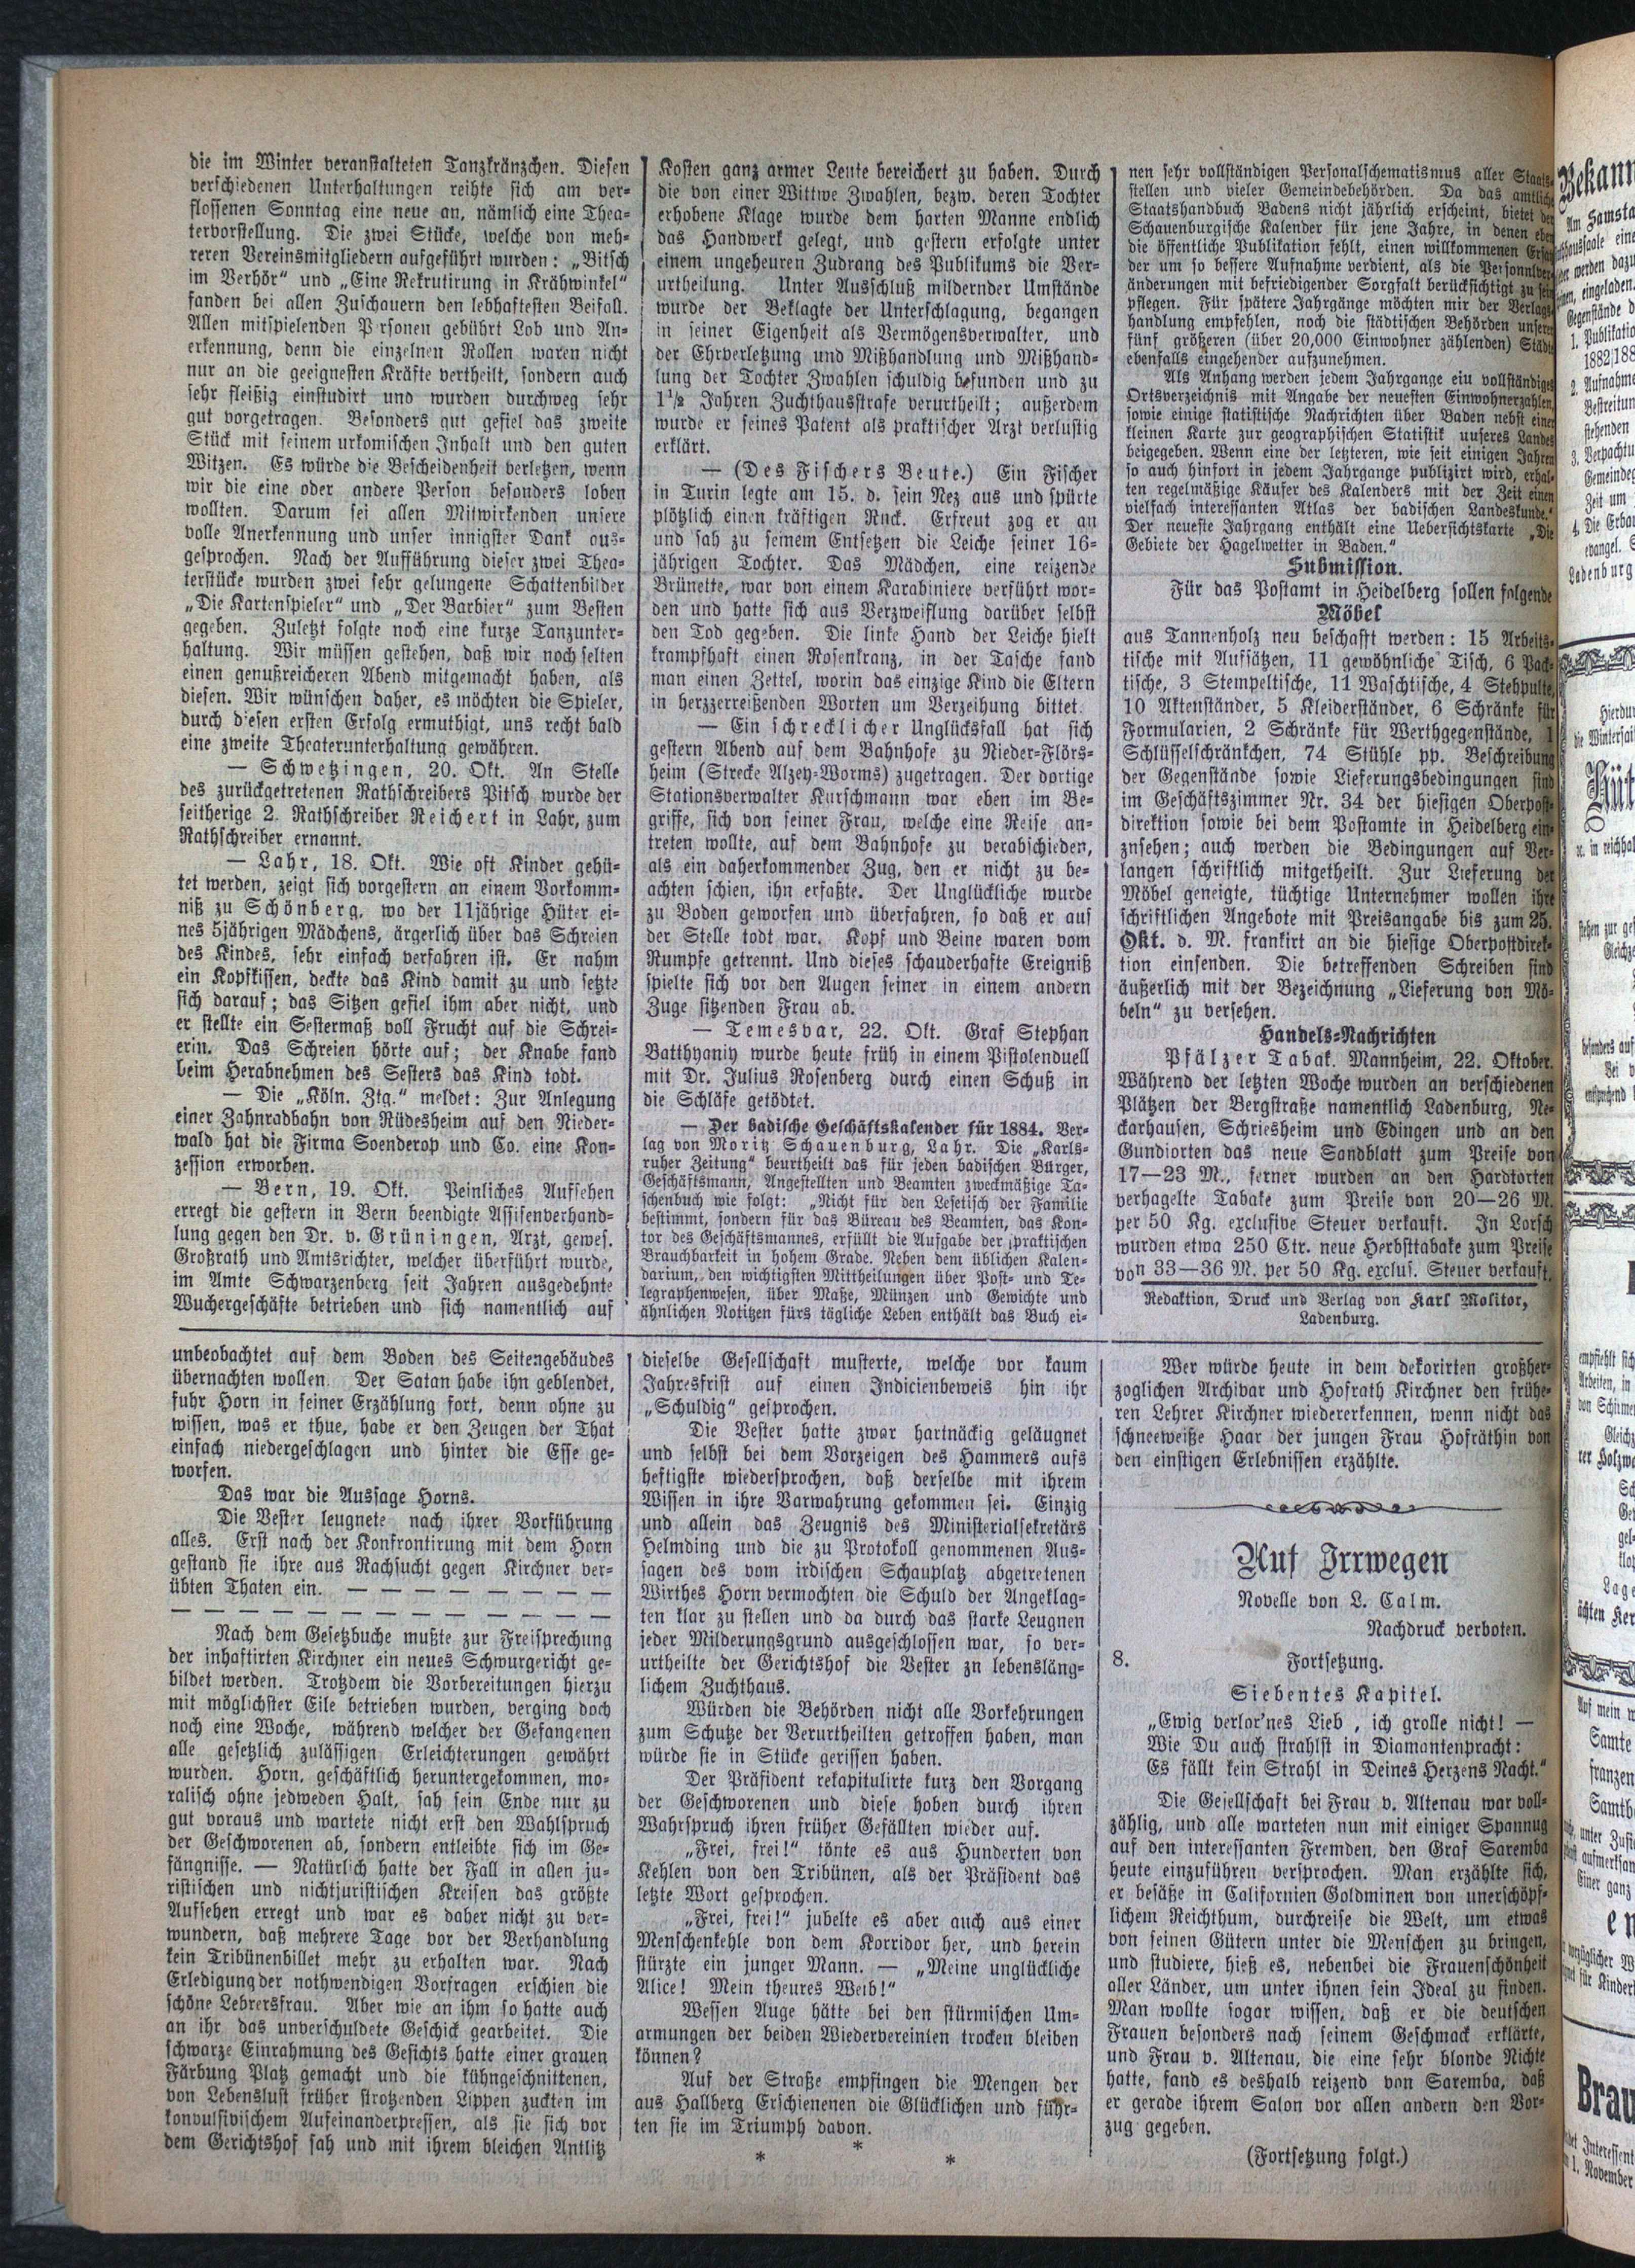 die im Winter veranstalteten Tanzkränzchen. Diesen
verschiedenen Unterhaltungen reihte sich am ver-
flossenen Sonntag eine neue an, nämlich eine Thea-
tervorstellung. Die zwei Stücke, welche von meh-
reren Vereinsmitgliedern aufgeführt wurden: „Bitsch
im Verhör“ und „Eine Rekrutirung in Krähwinkel“
fanden bei allen Zuschauern den lebhaftesten Beifall.
Allen mitspielenden P rsonen gebührt Lob und An-
erkennung, denn die einzelnen Rollen waren nicht
nur an die geeignesten Kräfte vertheilt, sondern auch
sehr fleißig einstudirt und wurden durchweg sehr
gut vorgetragen. Besonders gut gefiel das zweite
Stück mit seinem urkomischen Inhalt und den guten
Witzen. Es würde die Bescheidenheit verletzen, wenn
wir die eine oder andere Person besonders loben
wollten. Darum sei allen Mitwirkenden unsere
volle Anerkennung und unser innigster Dank aus-
gesprochen. Nach der Aufführung dieser zwei Thea-
terstücke wurden zwei sehr gelungene Schattenbilder
„Die Kartenspieler“ und „Der Barbier“ zum Besten
gegeben. Zuletzt folgte noch eine kurze Tanzunter-
haltung. Wir müssen gestehen, daß wir noch selten
einen genußreicheren Abend mitgemacht haben, als
diesen. Wir wünschen daher, es möchten die Spieler,
durch diesen ersten Erfolg ermuthigt, uns recht bald
eine zweite Theaterunterhaltung gewähren.
— Schwetzingen, 20. Okt. An Stelle
des zurückgetretenen Rathschreibers Pitsch wurde der
seitherige 2. Rathschreiber Reichert in Lahr, zum
Rathschreiber ernannt.
— Lahr, 18. Okt. Wie oft Kinder gehü-
tet werden, zeigt sich vorgestern an einem Vorkomm-
niß zu Schönberg, wo der 11jährige Hüter ei-
nes 5jährigen Mädchens, ärgerlich über das Schreien
des Kindes, sehr einfach verfahren ist. Er nahm
ein Kopfkissen, deckte das Kind damit zu und setzte
sich darauf; das Sitzen gefiel ihm aber nicht, und
er stellte ein Sestermaß voll Frucht auf die Schrei-
erin. Das Schreien hörte auf; der Knabe fand
beim Herabnehmen des Sesters das Kind todt.
— Die „Köln. Ztg.“ meldet: Zur Anlegung
einer Zahnradbahn von Rüdesheim auf den Nieder-
wald hat die Firma Soenderop und Co. eine Kon-
zession erworben.
— Bern, 19. Okt. Peinliches Aufsehen
erregt die gestern in Bern beendigte Assisenverhand-
lung gegen den Dr. v. Grüningen, Arzt, gewes.
Großrath und Amtsrichter, welcher überführt wurde,
im Amte Schwarzenberg seit Jahren ausgedehnte
Wuchergeschäfte betrieben und sich namentlich auf
Kosten ganz armer Leute bereichert zu haben. Durch
die von einer Wittwe Zwahlen, bezw. deren Tochter
erhobene Klage wurde dem harten Manne endlich
das Handwerk gelegt, und gestern erfolgte unter
einem ungeheuren Zudrang des Publikums die Ver-
urtheilung. Unter Ausschluß mildernder Umstände
wurde der Beklagte der Unterschlagung, begangen
in seiner Eigenheit als Vermögensverwalter, und
der Ehrverletzung und Mißhandlung und Mißhand-
lung der Tochter Zwahlen schuldig befunden und zu
1½ Jahren Zuchthausstrafe verurtheilt; außerdem
wurde er seines Patent als praktischer Arzt verlustig
erklärt.
— (Des Fischers Beute.) Ein Fischer
in Turin legte am 15. d. sein Nez aus und spürte
plötzlich einen kräftigen Ruck. Erfreut zog er an
und sah zu seinem Entsetzen die Leiche seiner 16-
jährigen Tochter. Das Mädchen, eine reizende
Brünette, war von einem Karabiniere verführt wor-
den und hatte sich aus Verzweiflung darüber selbst
den Tod gegeben. Die linke Hand der Leiche hielt
krampfhaft einen Rosenkranz, in der Tasche fand
man einen Zettel, worin das einzige Kind die Eltern
in herzzerreißenden Worten um Verzeihung bittet.
— Ein schrecklicher Unglücksfall hat sich
gestern Abend auf dem Bahnhofe zu Nieder-Flörs-
heim (Strecke Alzey-Worms) zugetragen. Der dortige
Stationsverwalter Kurschmann war eben im Be-
griffe, sich von seiner Frau, welche eine Reise an-
treten wollte, auf dem Bahnhofe zu verabschieden,
als ein daherkommender Zug, den er nicht zu be-
achten schien, ihn erfaßte. Der Unglückliche wurde
zu Boden geworfen und überfahren, so daß er auf
der Stelle todt war. Kopf und Beine waren vom
Rumpfe getrennt. Und dieses schauderhafte Ereigniß
spielte sich vor den Augen seiner in einem andern
Zuge sitzenden Frau ab.
— Temesvar, 22. Okt. Graf Stephan
Batthyaniy wurde heute früh in einem Pistolenduell
mit Dr. Julius Rosenberg durch einen Schuß in
die Schläfe getödtet.
— Der badische Geschäftskalender für 1884. Ver-
lag von Moritz Schauenburg, Lahr. Die „Karls-
ruher Zeitung“ beurtheilt das für jeden badischen Bürger,
Geschäftsmann, Angestellten und Beamten zweckmäßige Ta-
schenbuch wie folgt: „Nicht für den Lesetisch der Familie
bestimmt, sondern für das Büreau des Beamten, das Kon-
tor des Geschäftsmannes, erfüllt die Aufgabe der praktischen
Brauchbarkeit in hohem Grade. Neben dem üblichen Kalen-
darium, den wichtigsten Mittheilungen über Post- und Te-
legraphenwesen, über Maße, Münzen und Gewichte und
ähnlichen Notitzen fürs tägliche Leben enthält das Buch ei-
nen sehr vollständigen Personalschematismus aller Staats-
stellen und vieler Gemeindebehörden. Da das amtliche
Staatshandbuch Badens nicht jährlich erscheint, bietet der
Schauenburgische Kalender für jene Jahre, in denen eben
die öffentliche Publikation fehlt, einen willkommenen Ersatz
der um so bessere Aufnahme verdient, als die Personalver-
änderungen mit befriedigender Sorgfalt berücksichtigt zu sein
pflegen. Für spätere Jahrgänge möchten mir der Verlags-
handlung empfehlen, noch die städtischen Behörden unserer
fünf größeren (über 20,000 Einwohner zählenden) Städte
ebenfalls eingehender aufzunehmen.
Als Anhang werden jedem Jahrgange ein vollständiges
Ortsverzeichnis mit Angabe der neuesten Einwohnerzahlen,
sowie einige statistische Nachrichten über Baden nebst einer
kleinen Karte zur geographischen Statistik unseres Landes
beigegeben. Wenn eine der letzteren, wie seit einigen Jahren
so auch hinfort in jedem Jahrgange publizirt wird, erhal-
ten regelmäßige Käufer des Kalenders mit der Zeit einen
vielfach interessanten Atlas der badischen Landeskunde.“
Der neueste Jahrgang enthält eine Uebersichtskarte „Die
Gebiete der Hagelwetter in Baden.“
Submission.
Für das Postamt in Heidelberg sollen folgende
Möbel
aus Tannenholz neu beschafft werden: 15 Arbeits-
tische mit Aufsätzen, 11 gewöhnliche Tisch, 6 Pack-
tische, 3 Stempeltische, 11 Waschtische, 4 Stehpulte,
10 Aktenständer, 5 Kleiderständer, 6 Schränke für
Formularien, 2 Schränke für Werthgegenstände, 1
Schlüsselschränkchen, 74 Stühle pp. Beschreibung
der Gegenstände sowie Lieferungsbedingungen sind
im Geschäftszimmer Nr. 34 der hiesigen Oberpost-
direktion sowie bei dem Postamte in Heidelberg ein-
zusehen; auch werden die Bedingungen auf Ver-
langen schriftlich mitgetheilt. Zur Lieferung der
Möbel geneigte, tüchtige Unternehmer wollen ihre
schriftlichen Angebote mit Preisangabe bis zum 25.
Okt. d. M. frankirt an die hiesige Oberpostdirek-
tion einsenden. Die betreffenden Schreiben sind
äußerlich mit der Bezeichnung „Lieferung von Mö-
beln“ zu versehen.
Handels-Nachrichten
Pfälzer Tabak. Mannheim, 22. Oktober.
Während der letzten Woche wurden an verschiedenen
Plätzen der Bergstraße namentlich Ladenburg, Ne-
ckarhausen, Schriesheim und Edingen und an den
Gundiorten das neue Sandblatt zum Preise von
17—23 M., ferner wurden an den Hardtorten
verhagelte Tabake zum Preise von 20—26 M.
per 50 Kg. exclusive Steuer verkauft. In Lorsch
wurden etwa 250 Ctr. neue Herbsttabake zum Preise
von 33—36 M. per 50 Kg. exclus. Steuer verkauft.
Redaktion, Druck und Verlag von Karl Molitor,
Ladenburg.
unbeobachtet auf dem Boden des Seitengebäudes
übernachten wollen. Der Satan habe ihn geblendet,
fuhr Horn in seiner Erzählung fort, denn ohne zu
wissen, was er thue, habe er den Zeugen der That
einfach niedergeschlagen und hinter die Esse ge-
worfen.
Das war die Aussage Horns.
Die Vester leugnete nach ihrer Vorführung
alles. Erst nach der Konfrontirung mit dem Horn
gestand sie ihre aus Rachsucht gegen Kirchner ver-
übten Thaten ein. — — — — — — —
— — — — — — — — — — — —
Nach dem Gesetzbuche mußte zur Freisprechung
der inhaftirten Kirchner ein neues Schwurgericht ge-
bildet werden. Trotzdem die Vorbereitungen hierzu
mit möglichster Eile betrieben wurden, verging doch
noch eine Woche, während welcher der Gefangenen
alle gesetzlich zulässigen Erleichterungen gewährt
wurden. Horn, geschäftlich heruntergekommen, mo-
ralisch ohne jedweden Halt, sah sein Ende nur zu
gut voraus und wartete nicht erst den Wahlspruch
der Geschworenen ab, sondern entleibte sich im Ge-
fängnisse. — Natürlich hatte der Fall in allen ju-
ristischen und nichtjuristischen Kreisen das größte
Aufsehen erregt und war es daher nicht zu ver-
wundern, daß mehrere Tage vor der Verhandlung
kein Tribünenbillet mehr zu erhalten war. Nach
Erledigung der nothwendigen Vorfragen erschien die
schöne Lehrersfrau. Aber wie an ihm so hatte auch
an ihr das unverschuldete Geschick gearbeitet. Die
schwarze Einrahmung des Gesichts hatte einer grauen
Färbung Platz gemacht und die kühngeschnittenen,
von Lebenslust früher strotzenden Lippen zuckten im
konvulsivischem Aufeinanderpressen, als sie sich vor
dem Gerichtshof sah und mit ihrem bleichen Antlitz
dieselbe Gesellschaft musterte, welche vor kaum
Jahresfrist auf einen Indicienbeweis hin ihr
„Schuldig“ gesprochen.
Die Vester hatte zwar hartnäckig geläugnet
und selbst bei dem Vorzeigen des Hammers aufs
heftigste wiedersprochen, daß derselbe mit ihrem
Wissen in ihre Varwahrung gekommen sei. Einzig
und allein das Zeugnis des Ministerialsekretärs
Helmding und die zu Protokoll genommenen Aus-
sagen des vom irdischen Schauplatz abgetretenen
Wirthes Horn vermochten die Schuld der Angeklag-
ten klar zu stellen und da durch das starke Leugnen
jeder Milderungsgrund ausgeschlossen war, so ver-
urtheilte der Gerichtshof die Vester zu lebensläng-
lichem Zuchthaus.
Würden die Behörden nicht alle Vorkehrungen
zum Schutze der Verurtheilten getroffen haben, man
würde sie in Stücke gerissen haben.
Der Präsident rekapitulirte kurz den Vorgang
der Geschworenen und diese hoben durch ihren
Wahrspruch ihren früher Gefällten wieder auf.
„Frei, frei!“ tönte es aus Hunderten von
Kehlen von den Tribünen, als der Präsident das
letzte Wort gesprochen.
„Frei, frei!“ jubelte es aber auch aus einer
Menschenkehle von dem Korridor her, und herein
stürzte ein junger Mann. — „Meine unglückliche
Alice! Mein theures Weib!“
Wessen Auge hätte bei den stürmischen Um-
armungen der beiden Wiedervereinten trocken bleiben
können?
Auf der Straße empfingen die Mengen der
aus Hallberg Erschienenen die Glücklichen und führ-
ten sie im Triumph davon.
* * *
Wer würde heute in dem dekorirten großher-
zoglichen Archivar und Hofrath Kirchner den frühe-
ren Lehrer Kirchner wiedererkennen, wenn nicht das
schneeweiße Haar der jungen Frau Hofräthin von
den einstigen Erlebnissen erzählte.
Auf Irrwegen
Novelle von L. Calm.
Nachdruck verboten.
8. Fortsetzung.
Siebentes Kapitel.
„Ewig verlor'nes Lieb, ich grolle nicht! —
Wie Du auch strahlst in Diamantenpracht:
Es fällt kein Strahl in Deines Herzens Nacht.“
Die Gesellschaft bei Frau v. Altenau war voll-
zählig, und alle warteten nun mit einiger Spannug
auf den interessanten Fremden, den Graf Saremba
heute einzuführen versprochen. Man erzählte sich,
er besäße in Californien Goldminen von unerschöpf-
lichem Reichthum, durchreise die Welt, um etwas
von seinen Gütern unter die Menschen zu bringen,
und studiere, hieß es, nebenbei die Frauenschönheit
aller Länder, um unter ihnen sein Ideal zu finden.
Man wollte sogar wissen, daß er die deutschen
Frauen besonders nach seinem Geschmack erklärte,
und Frau v. Altenau, die eine sehr blonde Nichte
hatte, fand es deshalb reizend von Saremba, daß
er gerade ihrem Salon vor allen andern den Vor-
zug gegeben.
(Fortsetzung folgt.)